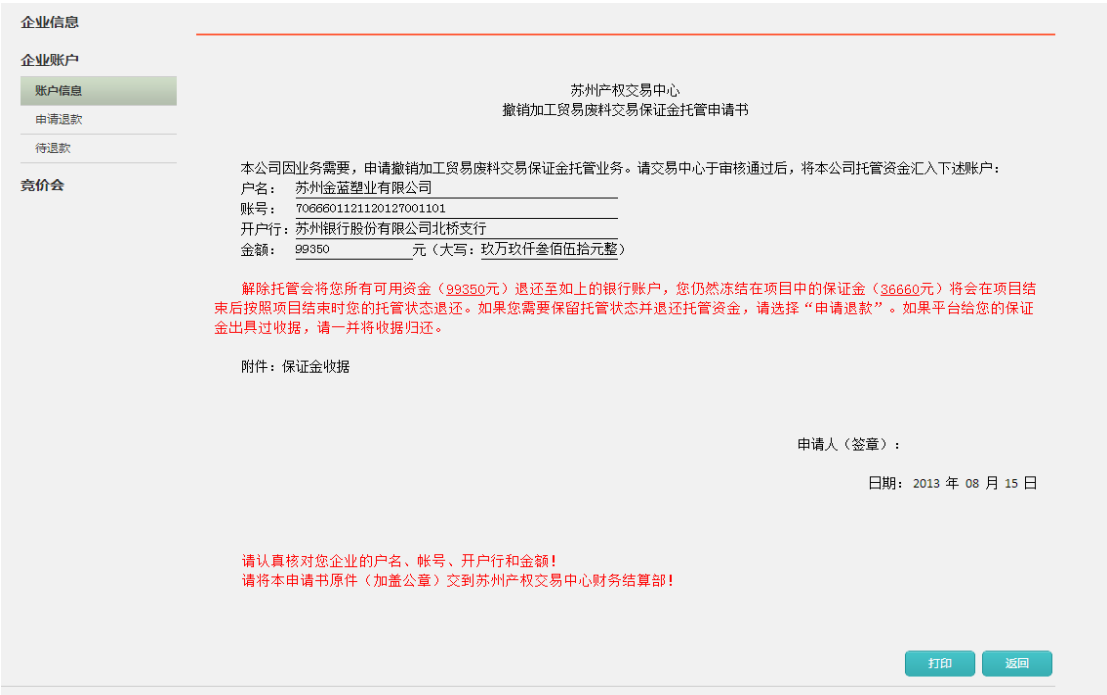 企业信息
企业账户
账户信息
申请退款
待退款
竞价会
苏州产权交易中心
撤销加工贸易废料交易保证金托管申请书
本公司因业务需要，申请撤销加工贸易废料交易保证金托管业务。请交易中心于审核通过后，将本公司托管资金汇入下述账户：
户名： 苏州金蓝塑业有限公司
账号： 7066601121120127001101
开户行：苏州银行股份有限公司北桥支行
金额： 99350 元（大写：玖万玖仟叁佰伍拾元整）
解除托管会将您所有可用资金（99350元）退还至如上的银行账户，您仍然冻结在项目中的保证金（36660元）将会在项目结
束后按照项目结束时您的托管状态退还。如果您需要保留托管状态并退还托管资金，请选择“申请退款”。如果平台给您的保证
金出具过收据，请一并将收据归还。
附件：保证金收据
申请人（签章）：
日期： 2013 年 08 月 15 日
请认真核对您企业的户名、帐号、开户行和金额！
请将本申请书原件（加盖公章）交到苏州产权交易中心财务结算部！
打印 返回